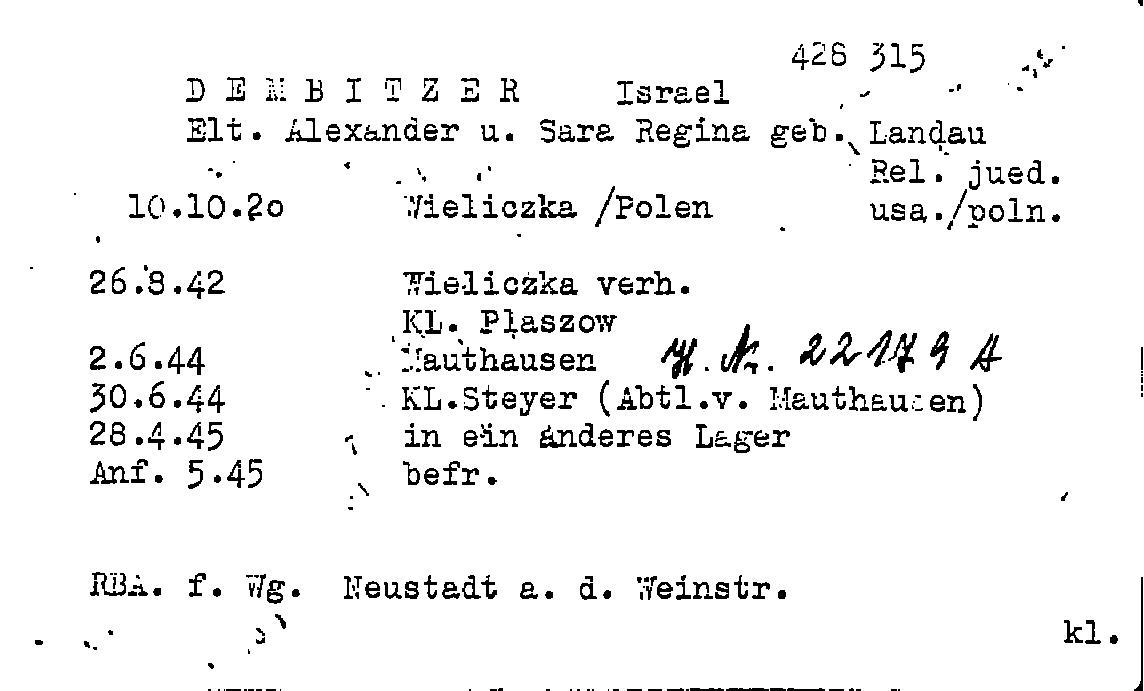 428 315
D E M B I T Z E R Israel
Elt. Alexander u. Sara Regina geb. Landau
Rel. jued.
10.10.2o Wieliczka /Polen usa./poln.
26.8.42 Wieliczka verh.
KL. Plaszow
2.6.44 Mauthausen H. Nr. 22179 A
30.6.44 KL.Steyer (Abtl.v. Mauthausen)
28.4.45 in ein anderes Lager
Anf. 5.45 befr.
RBA. f. Wg. Neustadt a. d. Weinstr.
kl.